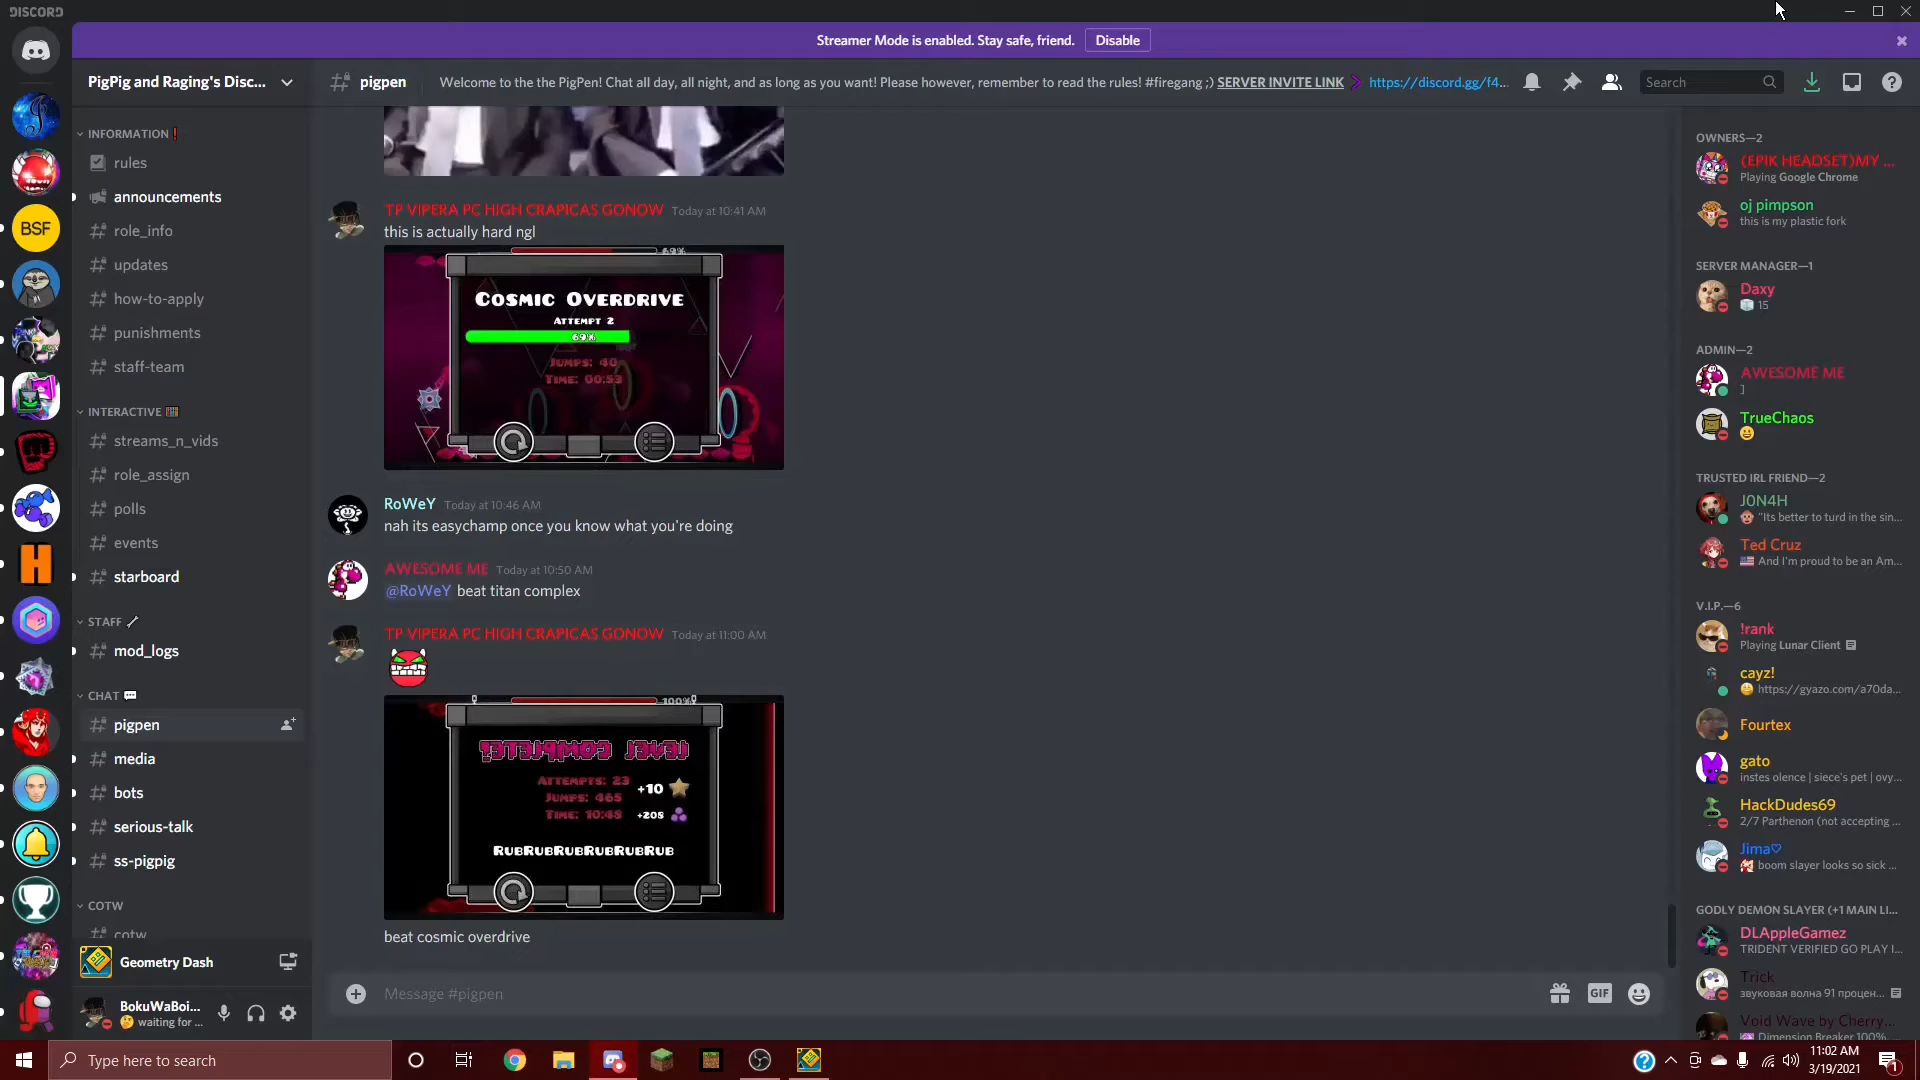 DISCORD
Streamer Mode is enabled. Stay safe, friend.
Disable
PigPig and Raging's Disc...
pigpen
Welcome to the the PigPen! Chat all day, all night, and as long as you want! Please however, remember to read the rules! #firegang ;) SERVER INVITE LINK
https://discord.gg/f4...
Search
INFORMATION
rules
announcements
role_info
updates
how-to-apply
punishments
staff-team
INTERACTIVE
streams_n_vids
role_assign
polls
events
starboard
STAFF
mod_logs
CHAT
pigpen
media
bots
serious-talk
ss-pigpig
COTW
cotw
BSF
Geometry Dash
BokuWaBoi...
waiting for ...
TP VIPERA PC HIGH CRAPICAS GONOW Today at 10:41 AM
this is actually hard ngl
69%
COSMIC OVERDRIVE
ATTEMPT 2
69%
JUMPS: 40
TIME: 00:53
RoWeY Today at 10:46 AM
nah its easychamp once you know what you're doing
AWESOME ME Today at 10:50 AM
@RoWeY beat titan complex
TP VIPERA PC HIGH CRAPICAS GONOW Today at 11:00 AM
100%
LEVEL COMPLETE!
ATTEMPTS: 23
+10
JUMPS: 465
TIME: 10:48
+205
RUBRUBRUBRUBRUBRUB
beat cosmic overdrive
Message #pigpen
GIF
OWNERS—2
(EPIK HEADSET)MY ...
Playing Google Chrome
oj pimpson
this is my plastic fork
SERVER MANAGER—1
Daxy
15
ADMIN—2
AWESOME ME
]
TrueChaos
TRUSTED IRL FRIEND—2
J0N4H
"Its better to turd in the sin...
Ted Cruz
And I'm proud to be an Am...
V.I.P.—6
!rank
Playing Lunar Client
cayz!
https://gyazo.com/a70da...
Fourtex
gato
instes olence | siece's pet | ovy...
HackDudes69
2/7 Parthenon (not accepting ...
Jima♡
boom slayer looks so sick ...
GODLY DEMON SLAYER (+1 MAIN LI...
DLAppleGamez
TRIDENT VERIFIED GO PLAY I...
Trick
звуковая волна 91 процен...
Void Wave by Cherry...
Dimension Breaker 100%,
Type here to search
11:02 AM
3/19/2021
1